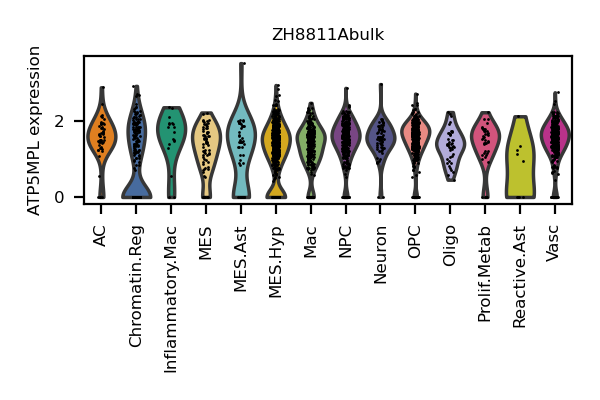 ZH8811Abulk
ATP5MPL expression
2
0
AC
Chromatin.Reg
Inflammatory.Mac
MES
MES.Ast
MES.Hyp
Mac
NPC
Neuron
OPC
Oligo
Prolif.Metab
Reactive.Ast
Vasc